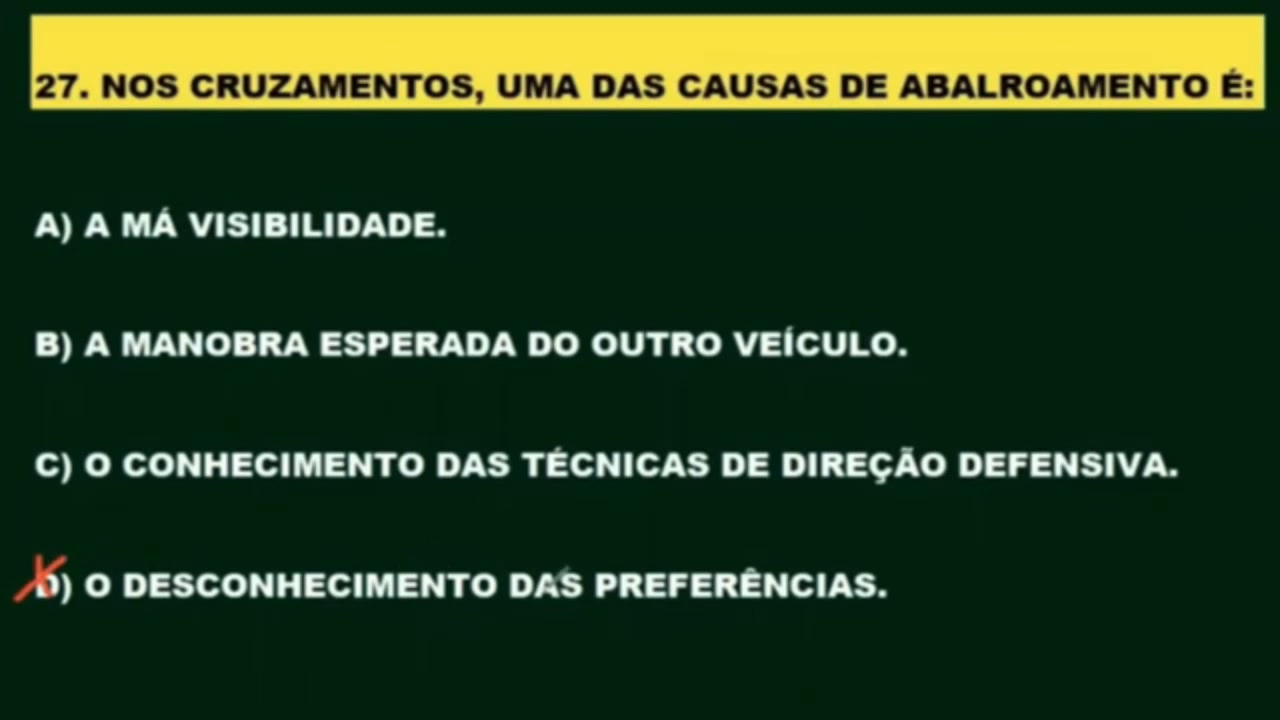 27. NOS CRUZAMENTOS, UMA DAS CAUSAS DE ABALROAMENTO É:
A) A MÁ VISIBILIDADE.
B) A MANOBRA ESPERADA DO OUTRO VEÍCULO.
C) O CONHECIMENTO DAS TÉCNICAS DE DIREÇÃO DEFENSIVA.
D) O DESCONHECIMENTO DAS PREFERÊNCIAS.